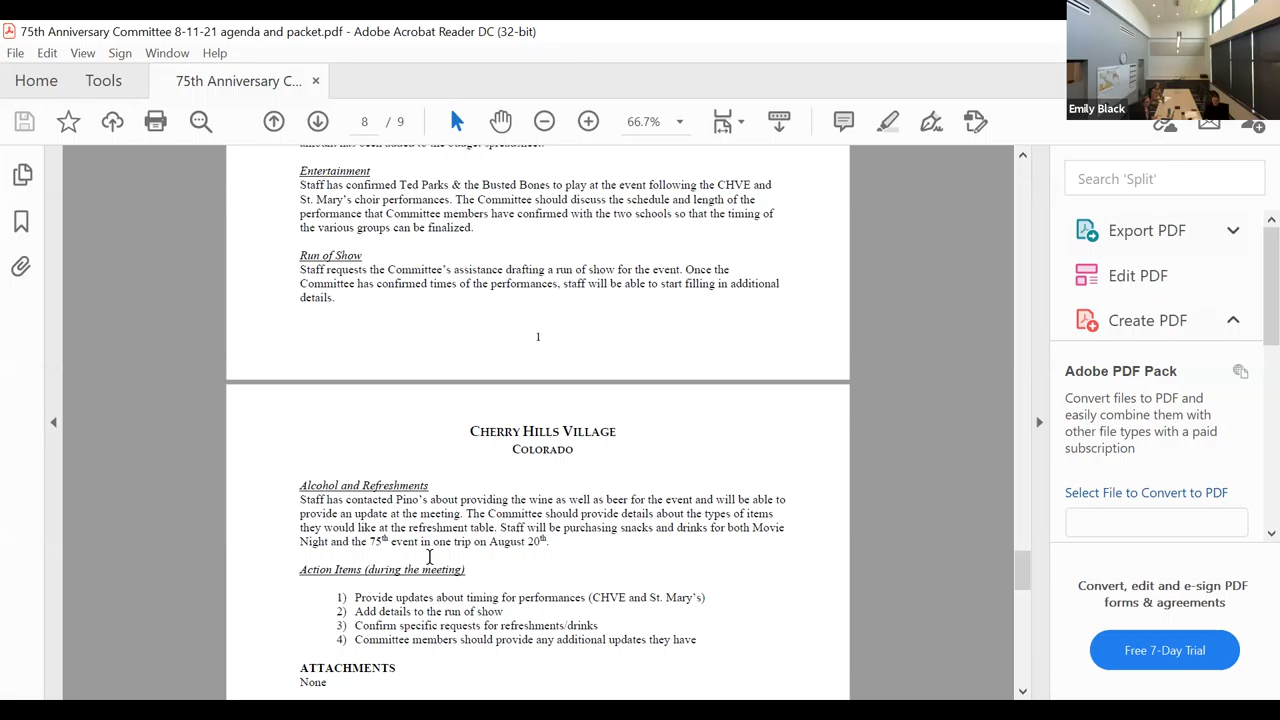 75th Anniversary Committee 8-11-21 agenda and packet.pdf - Adobe Acrobat Reader DC (32-bit)
File Edit View Sign Window Help
Home Tools 75th Anniversary C... ×
8 / 9 66.7%
Emily Black
amount has been added to the budget spreadsheet.
Entertainment
Staff has confirmed Ted Parks & the Busted Bones to play at the event following the CHVE and
St. Mary's choir performances. The Committee should discuss the schedule and length of the
performance that Committee members have confirmed with the two schools so that the timing of
the various groups can be finalized.
Run of Show
Staff requests the Committee's assistance drafting a run of show for the event. Once the
Committee has confirmed times of the performances, staff will be able to start filling in additional
details.
1
CHERRY HILLS VILLAGE
COLORADO
Alcohol and Refreshments
Staff has contacted Pino's about providing the wine as well as beer for the event and will be able to
provide an update at the meeting. The Committee should provide details about the types of items
they would like at the refreshment table. Staff will be purchasing snacks and drinks for both Movie
Night and the 75th event in one trip on August 20th.
Action Items (during the meeting)
1) Provide updates about timing for performances (CHVE and St. Mary's)
2) Add details to the run of show
3) Confirm specific requests for refreshments/drinks
4) Committee members should provide any additional updates they have
ATTACHMENTS
None
Search 'Split'
Export PDF
Edit PDF
Create PDF
Adobe PDF Pack
Convert files to PDF and
easily combine them with
other file types with a paid
subscription
Select File to Convert to PDF
Convert, edit and e-sign PDF
forms & agreements
Free 7-Day Trial